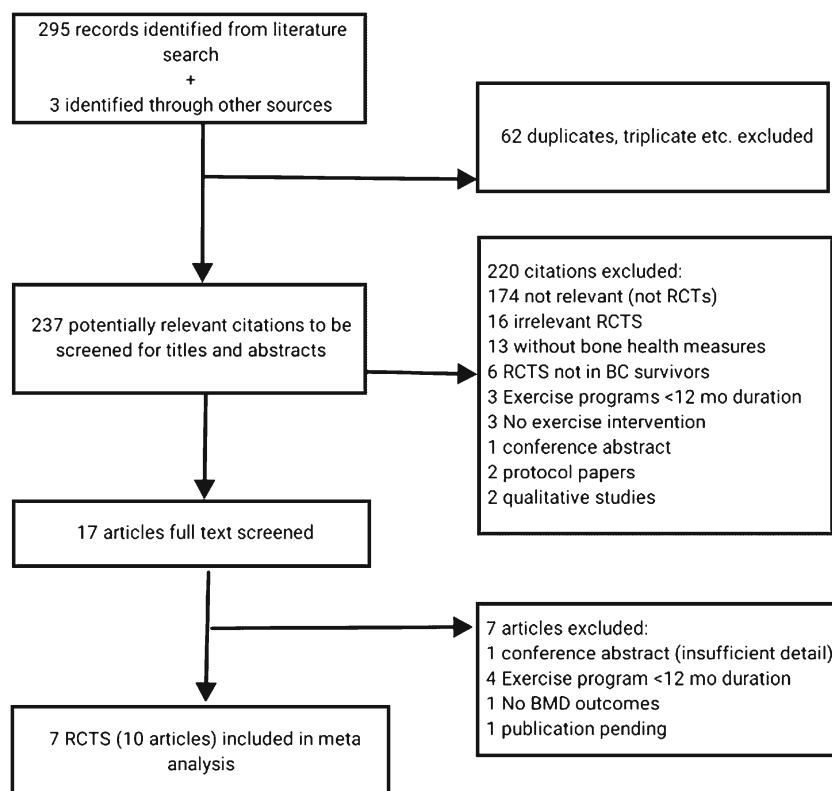 295 records identified from literature
search
+
3 identified through other sources
62 duplicates, triplicate etc. excluded
237 potentially relevant citations to be
screened for titles and abstracts
220 citations excluded:
174 not relevant (not RCTs)
16 irrelevant RCTS
13 without bone health measures
6 RCTS not in BC survivors
3 Exercise programs <12 mo duration
3 No exercise intervention
1 conference abstract
2 protocol papers
2 qualitative studies
17 articles full text screened
7 articles excluded:
1 conference abstract (insufficient detail)
4 Exercise program <12 mo duration
1 No BMD outcomes
1 publication pending
7 RCTS (10 articles) included in meta
analysis